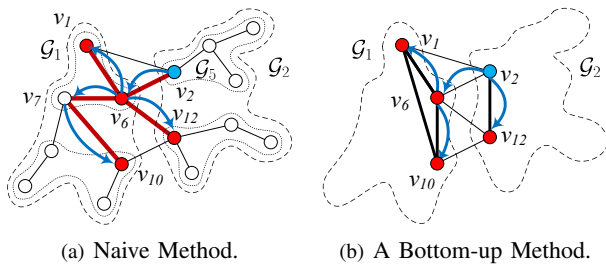 v1
G1
G5
G2
v7
v2
v6
v12
v10
G1
v1
v2
G2
v6
v12
v10
(a) Naive Method.
(b) A Bottom-up Method.